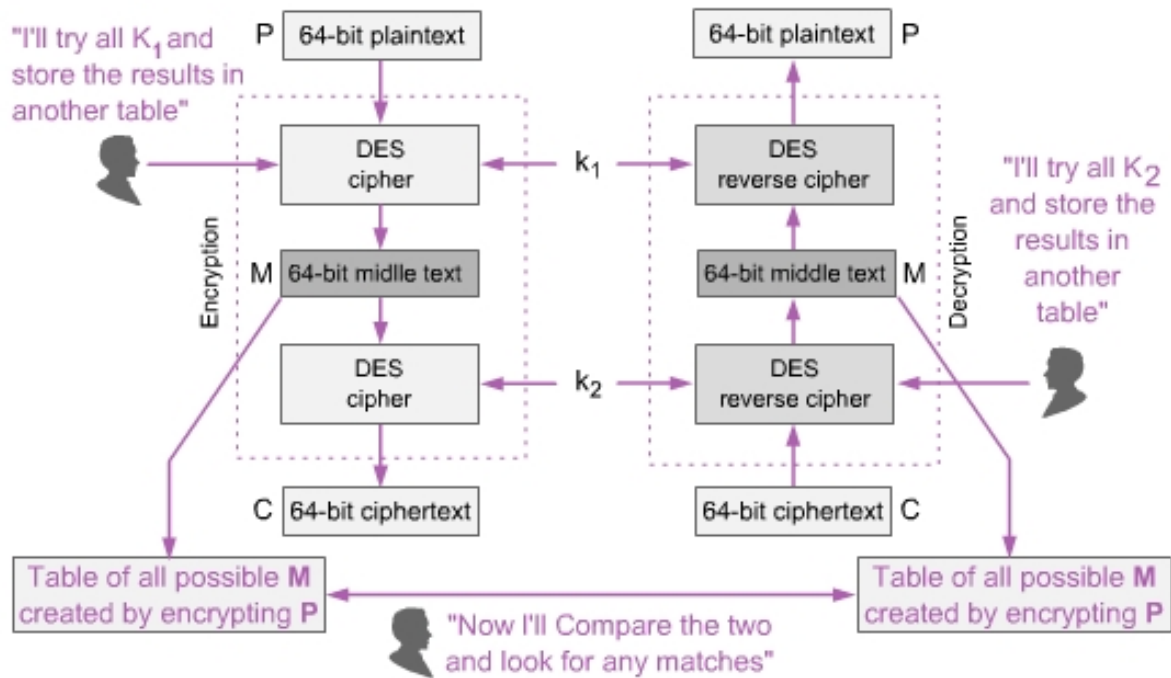 "I'll try all K1 and
store the results in
another table"
P
64-bit plaintext
64-bit plaintext
P
DES
cipher
k1
DES
reverse cipher
"I'll try all K2
and store the
results in
another
table"
Encryption
M
64-bit midlle text
64-bit middle text
M
Decryption
DES
cipher
k2
DES
reverse cipher
C
64-bit ciphertext
64-bit ciphertext
C
Table of all possible M
created by encrypting P
Table of all possible M
created by encrypting P
"Now I'll Compare the two
and look for any matches"